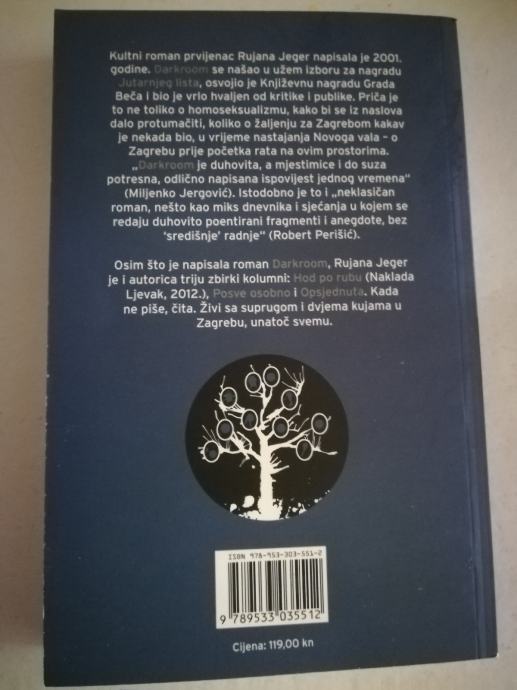 Kultni roman prvijenac Rujana Jeger napisala je 2001.
godine. Darkroom se našao u užem izboru za nagradu
Jutarnjeg lista, osvojio je Književnu nagradu Grada
Beča i bio je vrlo hvaljen od kritike i publike. Priča je
to ne toliko o homoseksualizmu, kako bi se iz naslova
dalo protumačiti, koliko o žaljenju za Zagrebom kakav
je nekada bio, u vrijeme nastajanja Novoga vala – o
Zagrebu prije početka rata na ovim prostorima.
„Darkroom je duhovita, a mjestimice i do suza
potresna, odlično napisana ispovijest jednog vremena“
(Miljenko Jergović). Istodobno je to i „neklasičan
roman, nešto kao miks dnevnika i sjećanja u kojem se
redaju duhovito poentirani fragmenti i anegdote, bez
‘središnje’ radnje“ (Robert Perišić).
Osim što je napisala roman Darkroom, Rujana Jeger
je i autorica triju zbirki kolumni: Hod po rubu (Naklada
Ljevak, 2012.), Posve osobno i Opsjednuta. Kada
ne piše, čita. Živi sa suprugom i dvjema kujama u
Zagrebu, unatoč svemu.
ISBN 978-953-303-551-2
9 789533 035512
Cijena: 119,00 kn